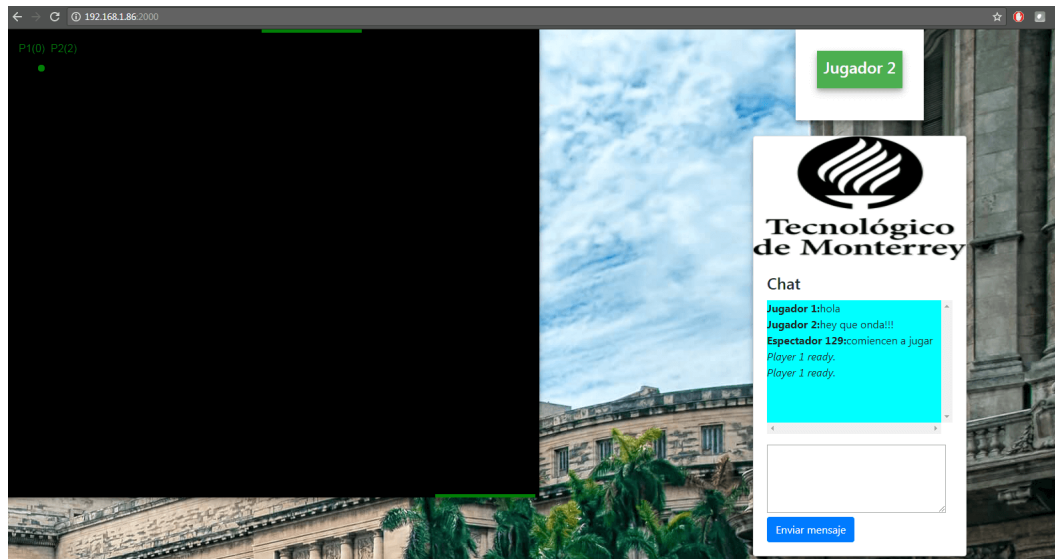 192.168.1.86:2000
P1(0) P2(2)
Jugador 2
Tecnológico
de Monterrey
Chat
Jugador 1:hola
Jugador 2:hey que onda!!!
Espectador 129:comiencen a jugar
Player 1 ready.
Player 1 ready.
Enviar mensaje